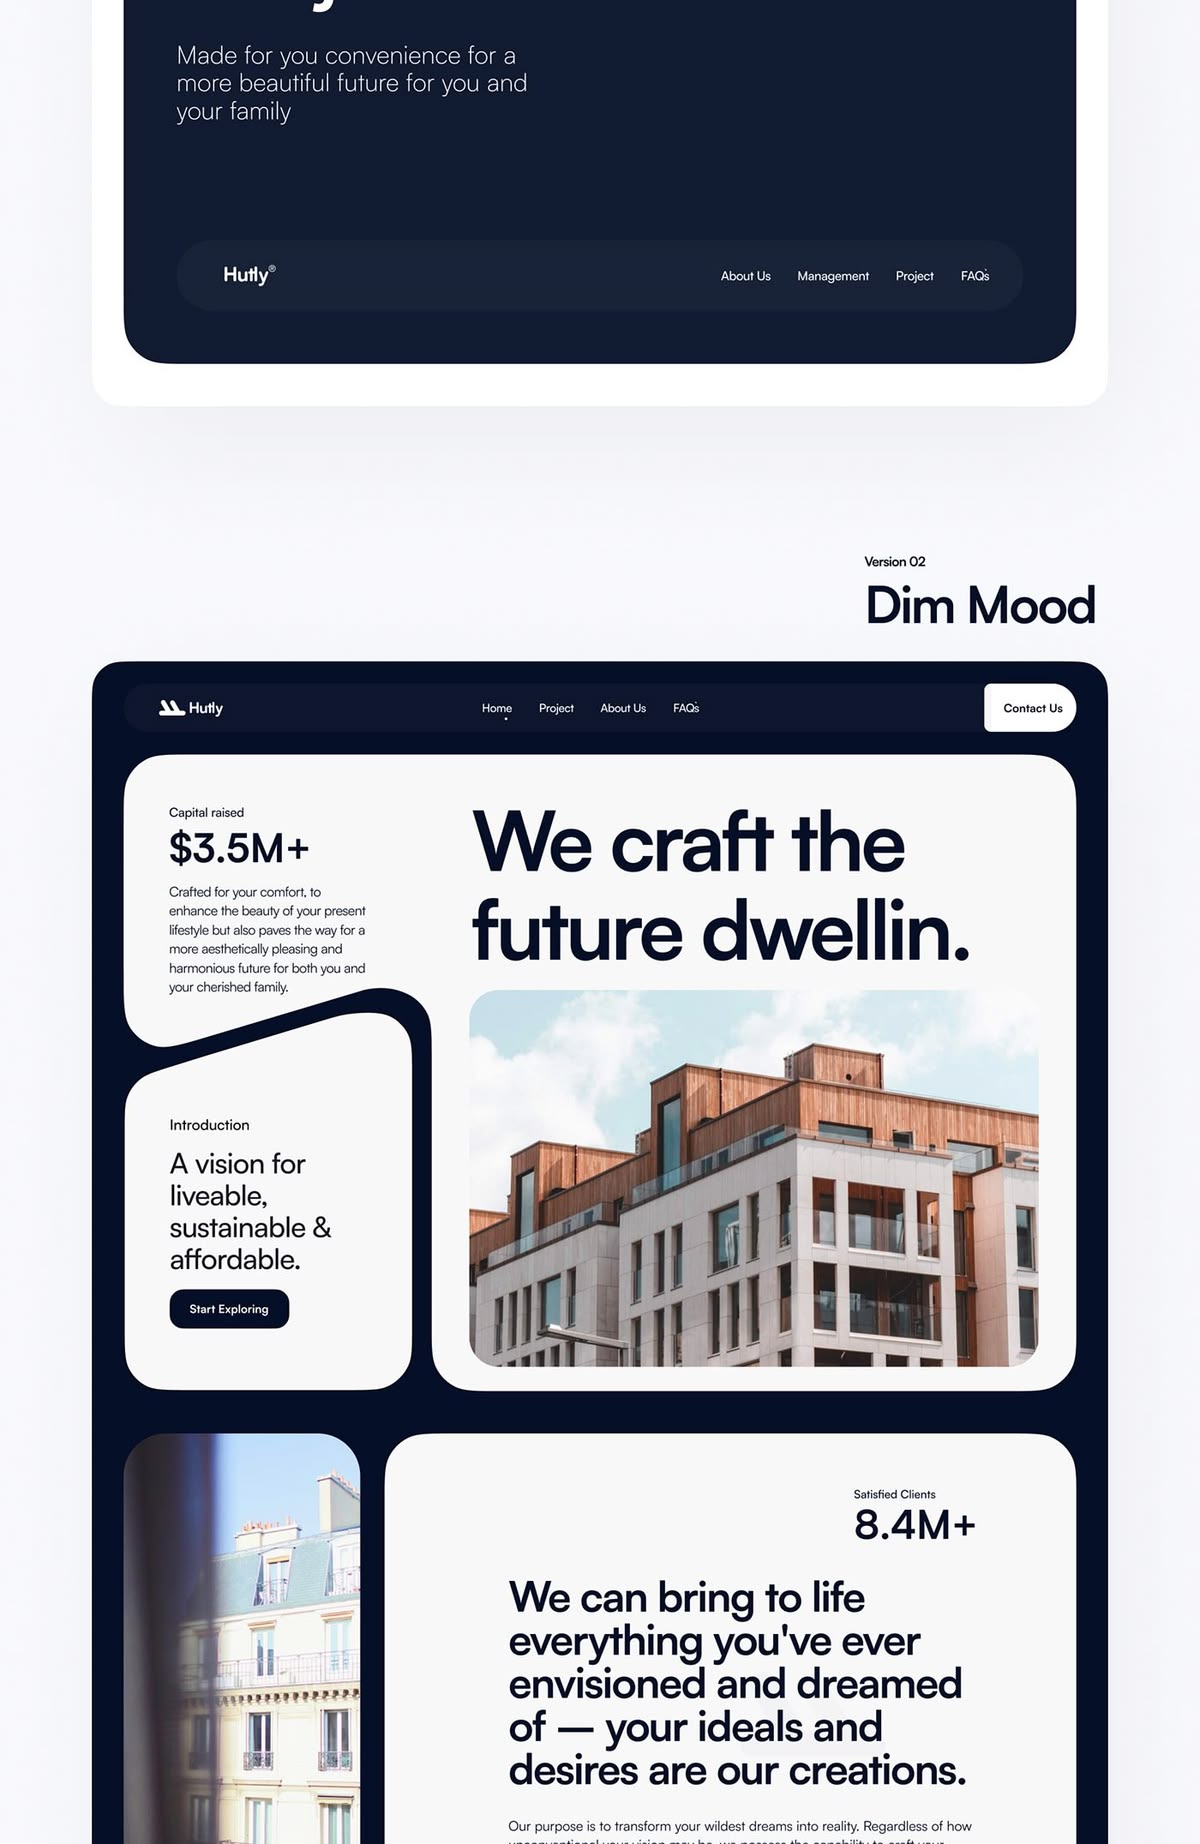 Made for you convenience for a
more beautiful future for you and
your family
Hutly®
About Us Management Project FAQs
Version 02
Dim Mood
Hutly
Home Project About Us FAQs
Contact Us
Capital raised
$3.5M+
Crafted for your comfort, to
enhance the beauty of your present
lifestyle but also paves the way for a
more aesthetically pleasing and
harmonious future for both you and
your cherished family.
We craft the
future dwellin.
Introduction
A vision for
liveable,
sustainable &
affordable.
Start Exploring
Satisfied Clients
8.4M+
We can bring to life
everything you've ever
envisioned and dreamed
of — your ideals and
desires are our creations.
Our purpose is to transform your wildest dreams into reality. Regardless of how